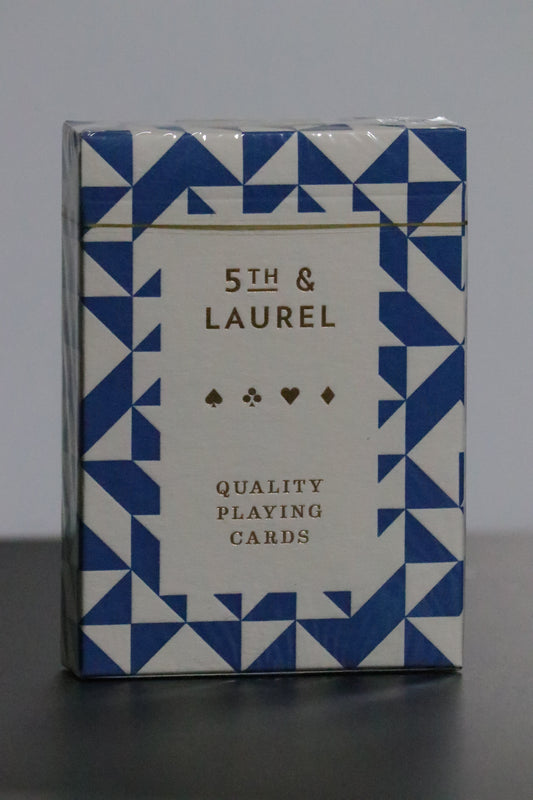 5TH &
LAUREL
♠ ♣ ♥ ♦
QUALITY
PLAYING
CARDS